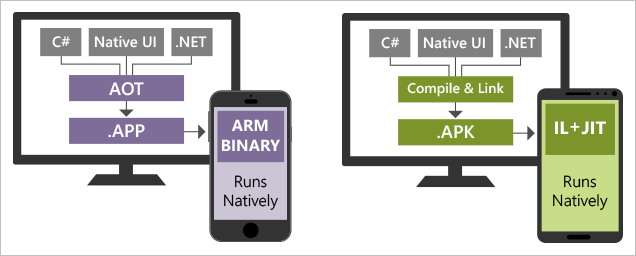 C#
Native UI
.NET
AOT
.APP
ARM
BINARY
Runs
Natively
C#
Native UI
.NET
Compile & Link
.APK
IL+JIT
Runs
Natively